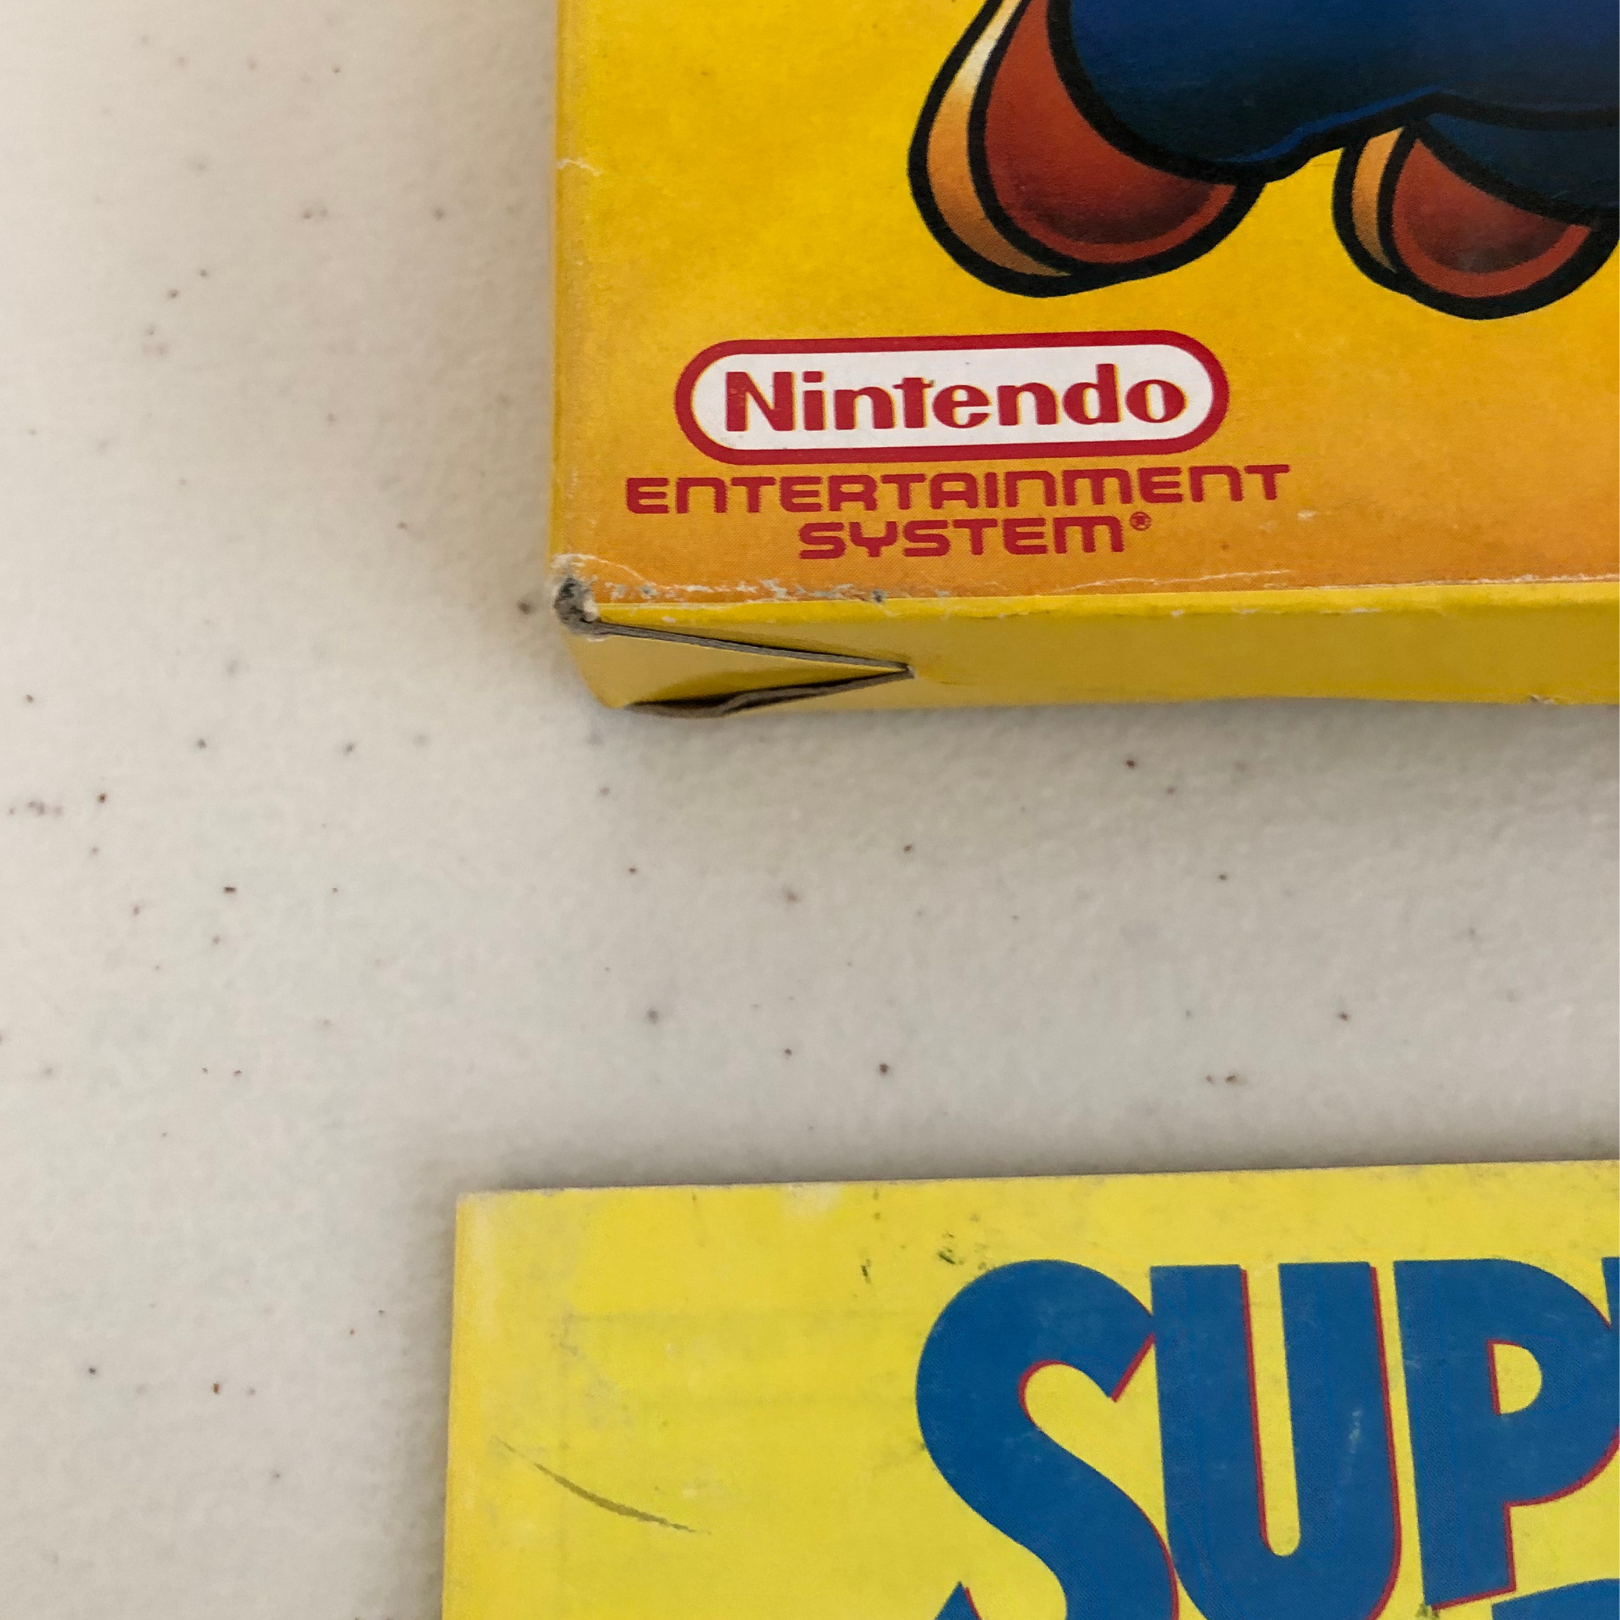 Nintendo
ENTERTAINMENT
SYSTEM®
SUP